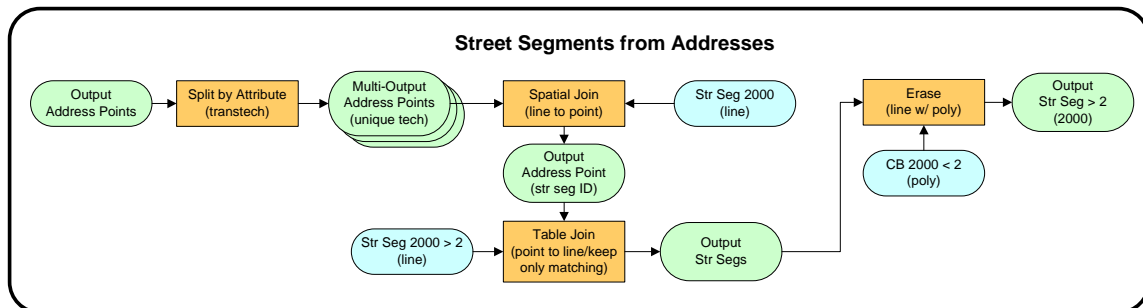 Street Segments from Addresses
Output
Address Points
Split by Attribute
(transtech)
Multi-Output
Address Points
(unique tech)
Spatial Join
(line to point)
Str Seg 2000
(line)
Erase
(line w/ poly)
Output
Str Seg > 2
(2000)
Output
Address Point
(str seg ID)
CB 2000 < 2
(poly)
Str Seg 2000 > 2
(line)
Table Join
(point to line/keep
only matching)
Output
Str Segs